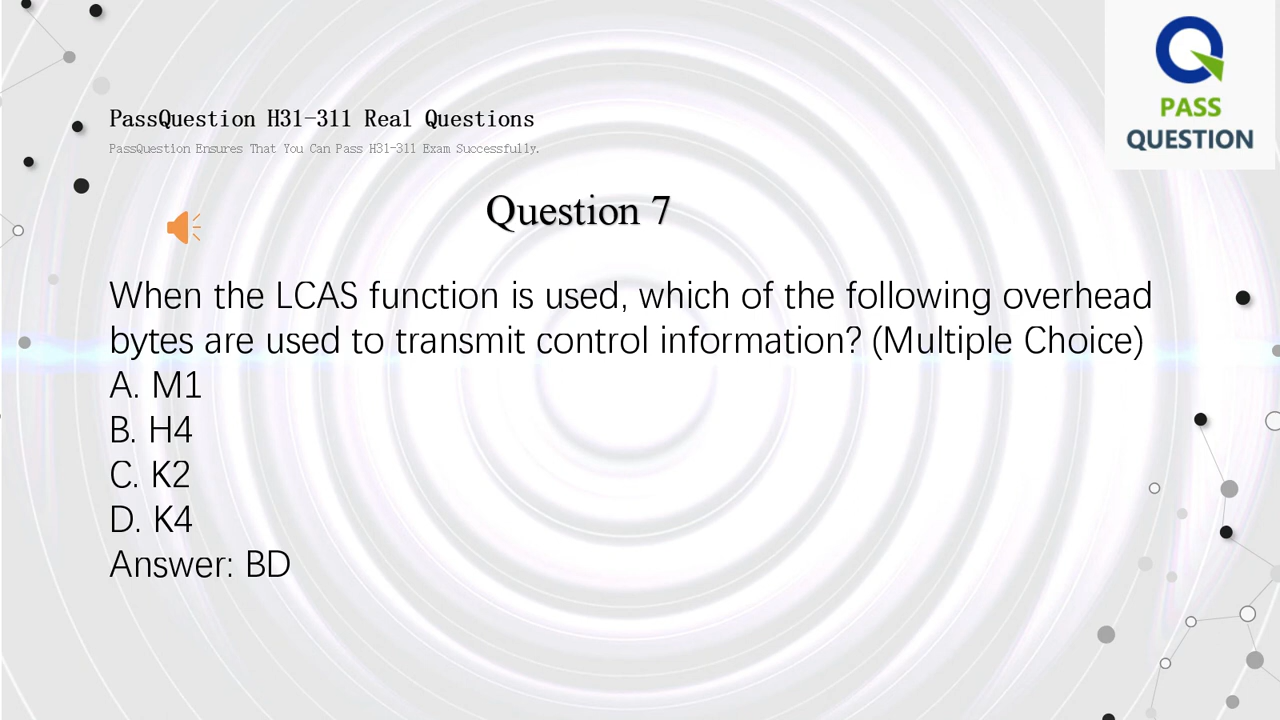 PASS
QUESTION
PassQuestion H31-311 Real Questions
PassQuestion Ensures That You Can Pass H31-311 Exam Successfully.
Question 7
When the LCAS function is used, which of the following overhead
bytes are used to transmit control information? (Multiple Choice)
A. M1
B. H4
C. K2
D. K4
Answer: BD